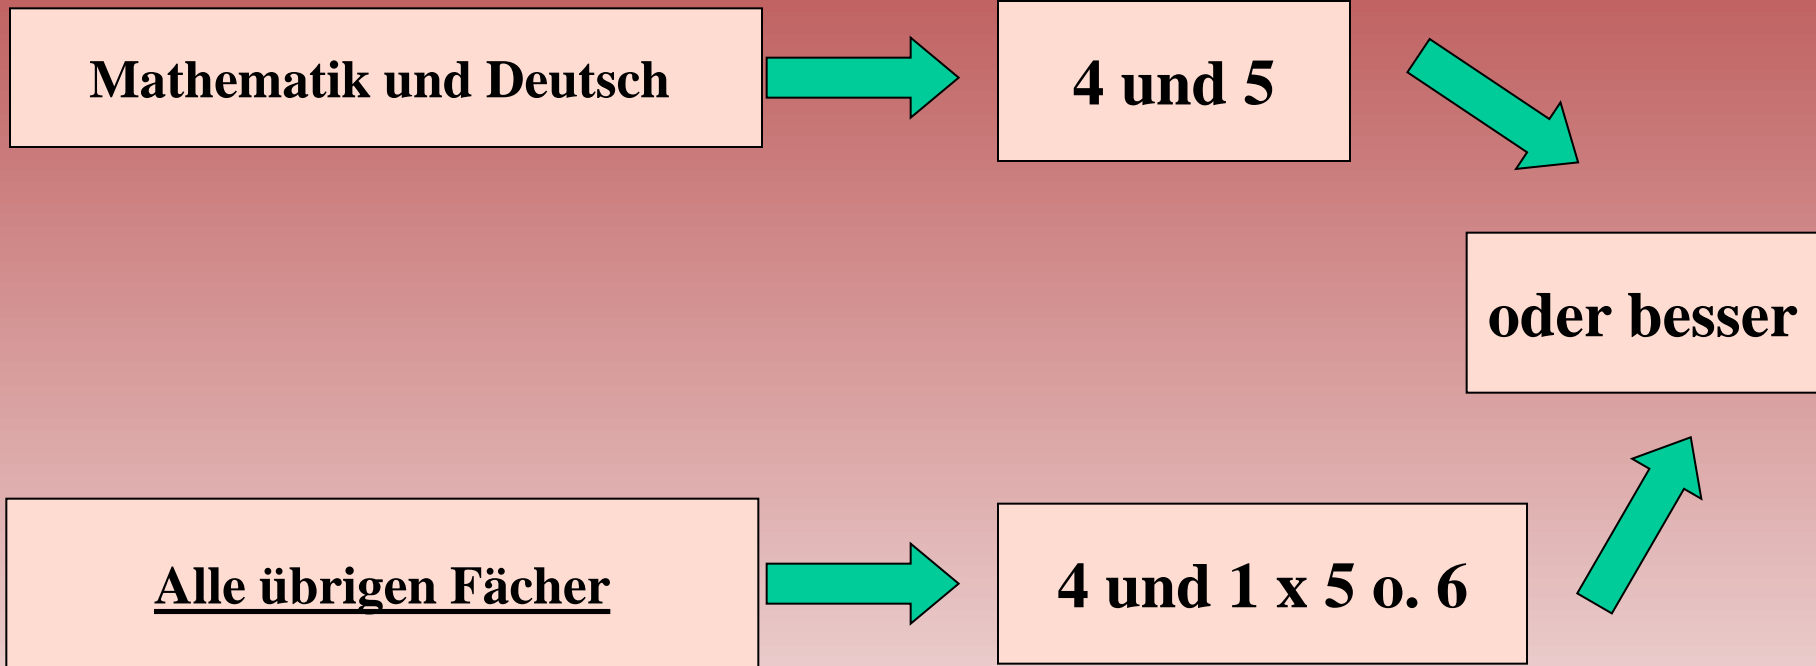 Mathematik und Deutsch
4 und 5
oder besser
Alle übrigen Fächer
4 und 1 x 5 o. 6